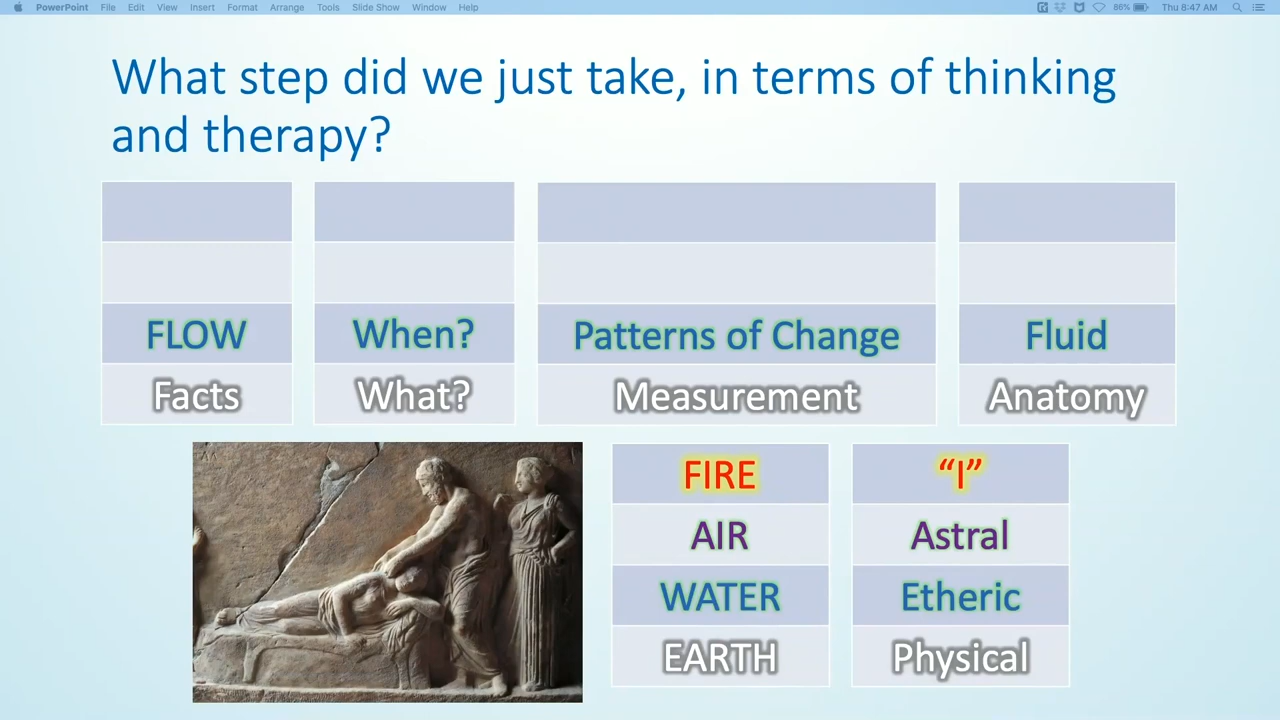 PowerPoint File Edit View Insert Format Arrange Tools Slide Show Window Help 86% Thu 8:47 AM
What step did we just take, in terms of thinking
and therapy?
FLOW When? Patterns of Change Fluid
Facts What? Measurement Anatomy
FIRE “I”
AIR Astral
WATER Etheric
EARTH Physical